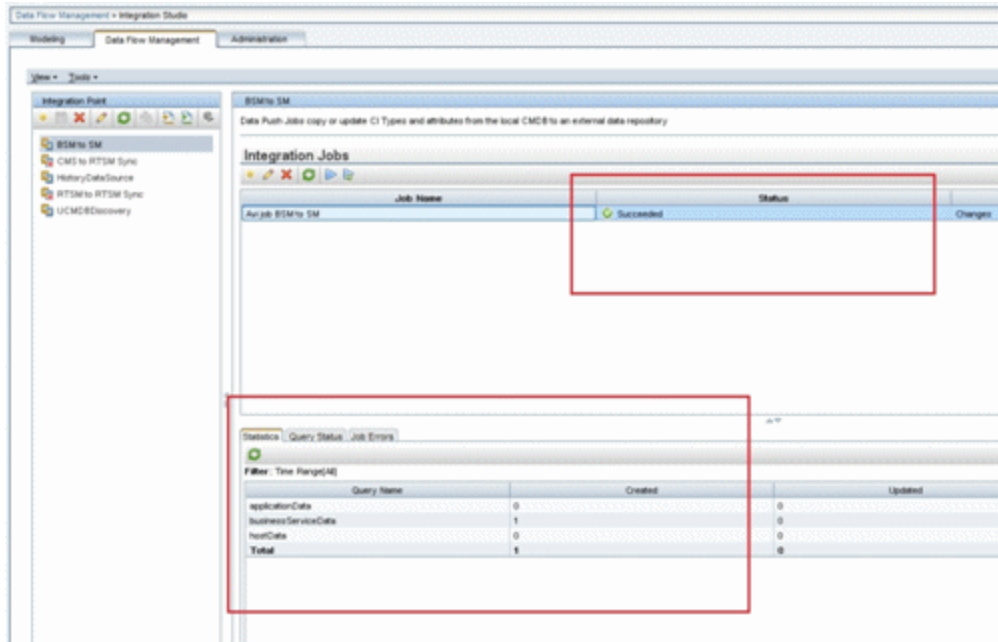 Data Flow Management > Integration Studio
Modeling Data Flow Management Administration
View Tools
Integration Point
BSM to SM
CMS to RTSM Sync
HistoryDataSource
RTSM to RTSM Sync
UCMDBDiscovery
BSM to SM
Data Push Jobs copy or update CI Types and attributes from the local CMDB to an external data repository
Integration Jobs
Job Name Status
Avi job BSM to SM Succeeded Changes
Statistics Query Status Job Errors
Filter: Time Range[All]
Query Name Created Updated
applicationData 0 0
businessServiceData 1 0
hostData 0 0
Total 1 0